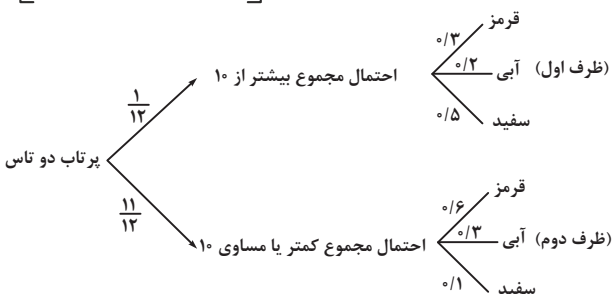 قرمز
۰/۳
۰/۲ آبی (ظرف اول)
احتمال مجموع بیشتر از ۱۰
۰/۵
سفید
۱/۱۲
پرتاب دو تاس
۱۱/۱۲
قرمز
۰/۶
۰/۳ آبی (ظرف دوم)
احتمال مجموع کمتر یا مساوی ۱۰
۰/۱
سفید